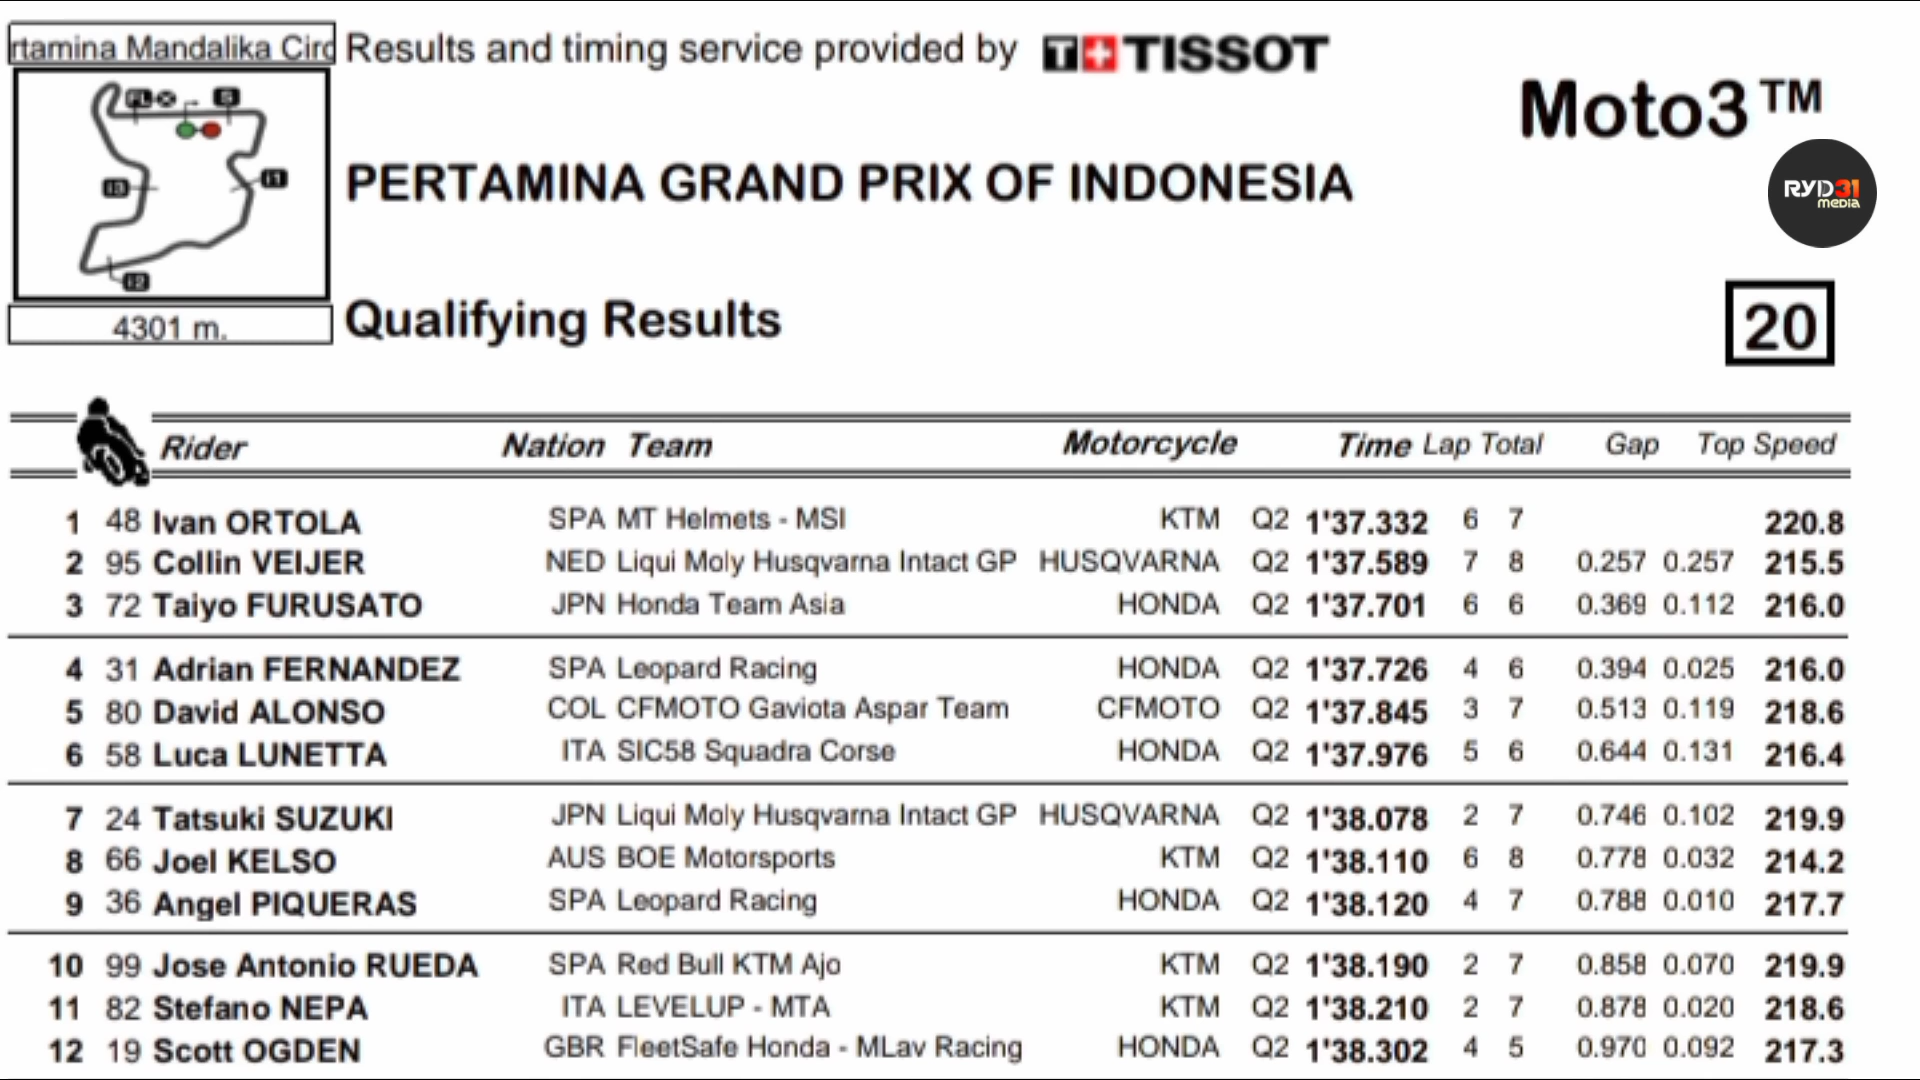 rtamina Mandalika Circ
Results and timing service provided by T+ TISSOT
Moto3™
RYD31
media
FL
S
I3
I1
I2
PERTAMINA GRAND PRIX OF INDONESIA
4301 m.
Qualifying Results
20
Rider Nation Team Motorcycle Time Lap Total Gap Top Speed
1 48 Ivan ORTOLA SPA MT Helmets - MSI KTM Q2 1'37.332 6 7 220.8
2 95 Collin VEIJER NED Liqui Moly Husqvarna Intact GP HUSQVARNA Q2 1'37.589 7 8 0.257 0.257 215.5
3 72 Taiyo FURUSATO JPN Honda Team Asia HONDA Q2 1'37.701 6 6 0.369 0.112 216.0
4 31 Adrian FERNANDEZ SPA Leopard Racing HONDA Q2 1'37.726 4 6 0.394 0.025 216.0
5 80 David ALONSO COL CFMOTO Gaviota Aspar Team CFMOTO Q2 1'37.845 3 7 0.513 0.119 218.6
6 58 Luca LUNETTA ITA SIC58 Squadra Corse HONDA Q2 1'37.976 5 6 0.644 0.131 216.4
7 24 Tatsuki SUZUKI JPN Liqui Moly Husqvarna Intact GP HUSQVARNA Q2 1'38.078 2 7 0.746 0.102 219.9
8 66 Joel KELSO AUS BOE Motorsports KTM Q2 1'38.110 6 8 0.778 0.032 214.2
9 36 Angel PIQUERAS SPA Leopard Racing HONDA Q2 1'38.120 4 7 0.788 0.010 217.7
10 99 Jose Antonio RUEDA SPA Red Bull KTM Ajo KTM Q2 1'38.190 2 7 0.858 0.070 219.9
11 82 Stefano NEPA ITA LEVELUP - MTA KTM Q2 1'38.210 2 7 0.878 0.020 218.6
12 19 Scott OGDEN GBR FleetSafe Honda - MLav Racing HONDA Q2 1'38.302 4 5 0.970 0.092 217.3